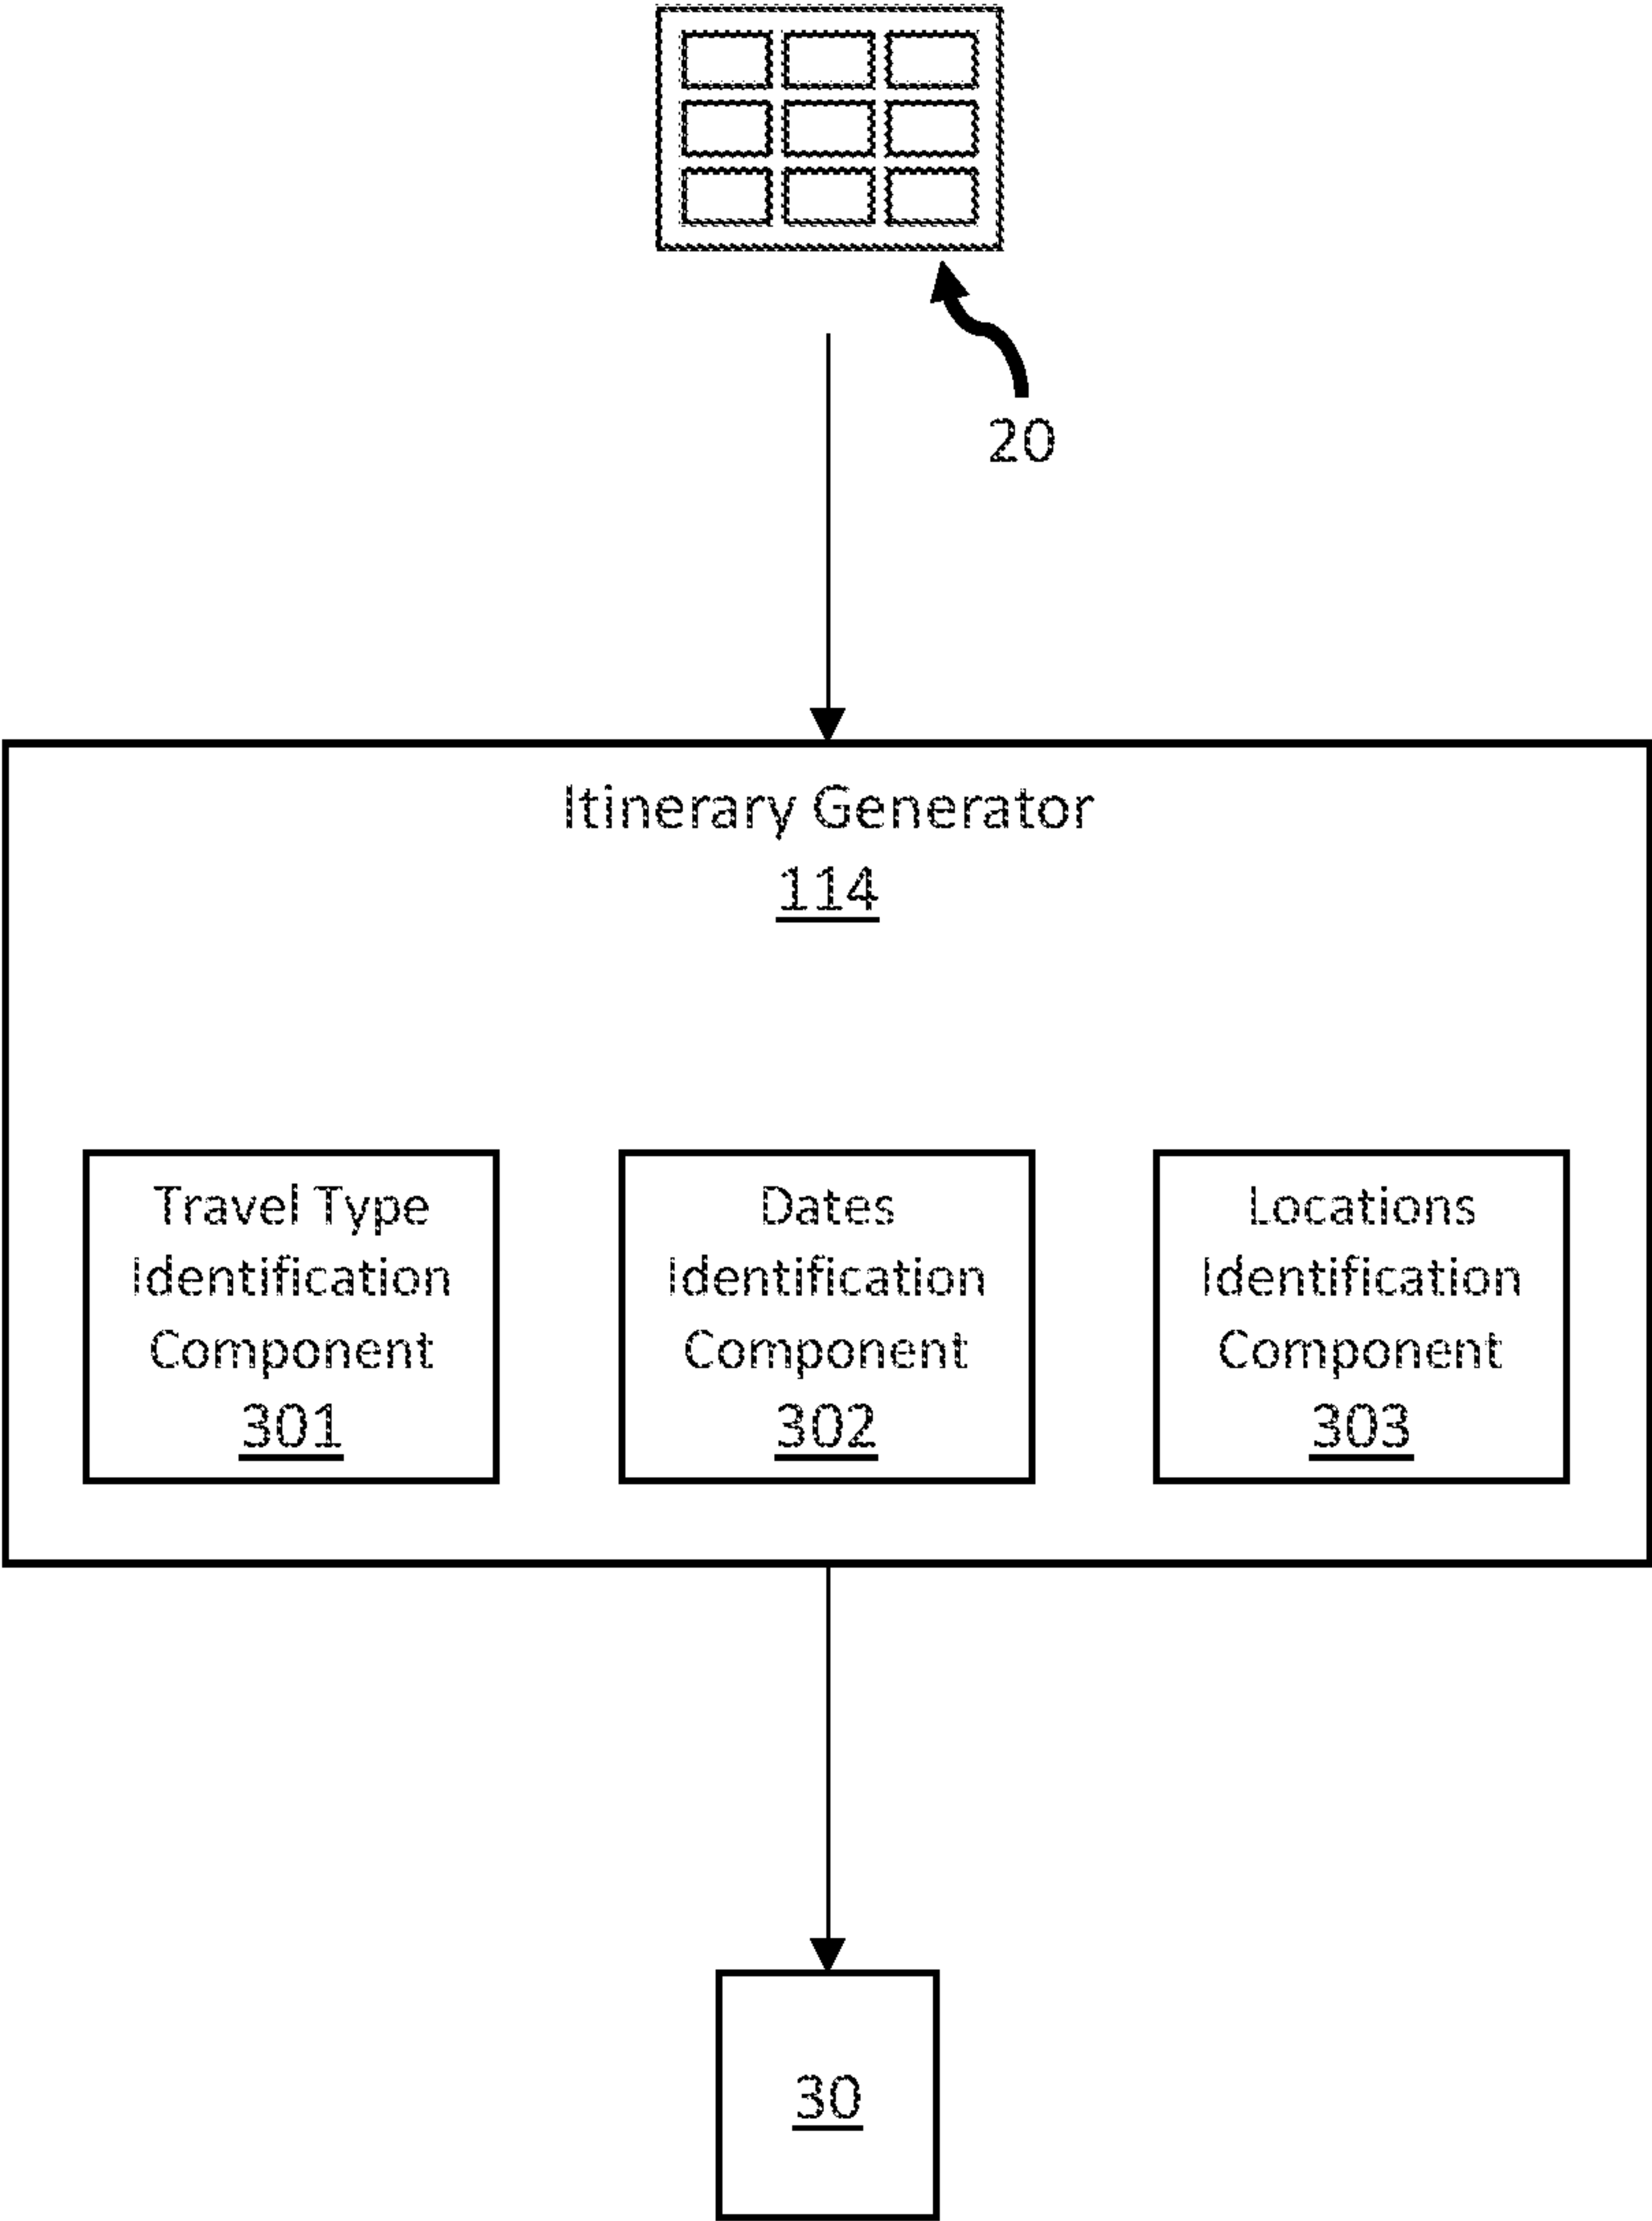 20
Itinerary Generator
114
Travel Type
Identification
Component
301
Dates
Identification
Component
302
Locations
Identification
Component
303
30